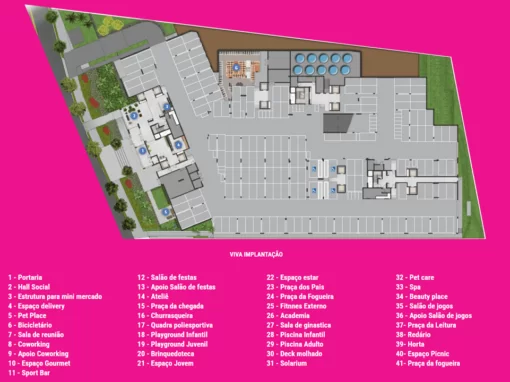 VIVA IMPLANTAÇÃO
1 - Portaria
2 - Hall Social
3 - Estrutura para mini mercado
4 - Espaço delivery
5 - Pet Place
6 - Bicicletário
7 - Sala de reunião
8 - Coworking
9 - Apoio Coworking
10 - Espaço Gourmet
11 - Sport Bar
12 - Salão de festas
13 - Apoio Salão de festas
14 - Ateliê
15 - Praça da chegada
16 - Churrasqueira
17 - Quadra poliesportiva
18 - Playground Infantil
19 - Playground Juvenil
20 - Brinquedoteca
21 - Espaço Jovem
22 - Espaço estar
23 - Praça dos Pais
24 - Praça da Fogueira
25 - Fitnees Externo
26 - Academia
27 - Sala de ginastica
28 - Piscina Infantil
29 - Piscina Adulto
30 - Deck molhado
31 - Solarium
32 - Pet care
33 - Spa
34 - Beauty place
35 - Salão de jogos
36 - Apoio Salão de jogos
37- Praça da Leitura
38 - Redário
39 - Horta
40 - Espaço Picnic
41- Praça da fogueira